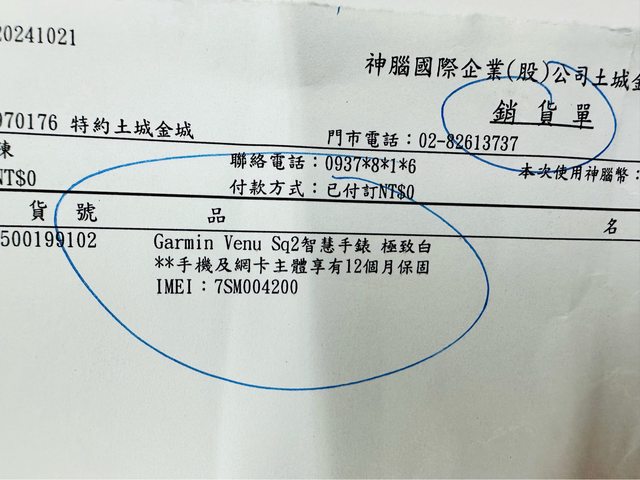 20241021
神腦國際企業(股)公司土城金
銷貨單
070176 特約土城金城
門市電話：02-82613737
陳
聯絡電話：0937*8*1*6
本次使用神腦幣：
NT$0
付款方式：已付訂NT$0
貨號 品 名
500199102 Garmin Venu Sq2智慧手錶 極致白
**手機及網卡主體享有12個月保固
IMEI：7SM004200